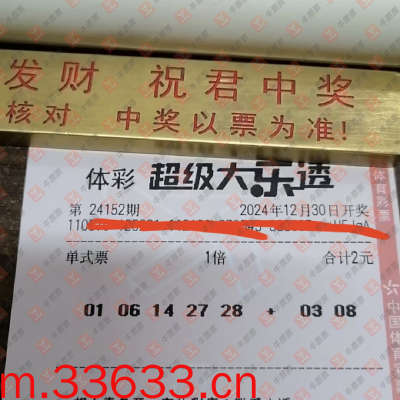 发财 祝君中奖
核对 中奖以票为准!
体彩 超级大乐透
第 24152期 2024年12月30日开奖
单式票 1倍 合计2元
01 06 14 27 28 + 03 08
体育彩票
中国体育
m.33633.cn